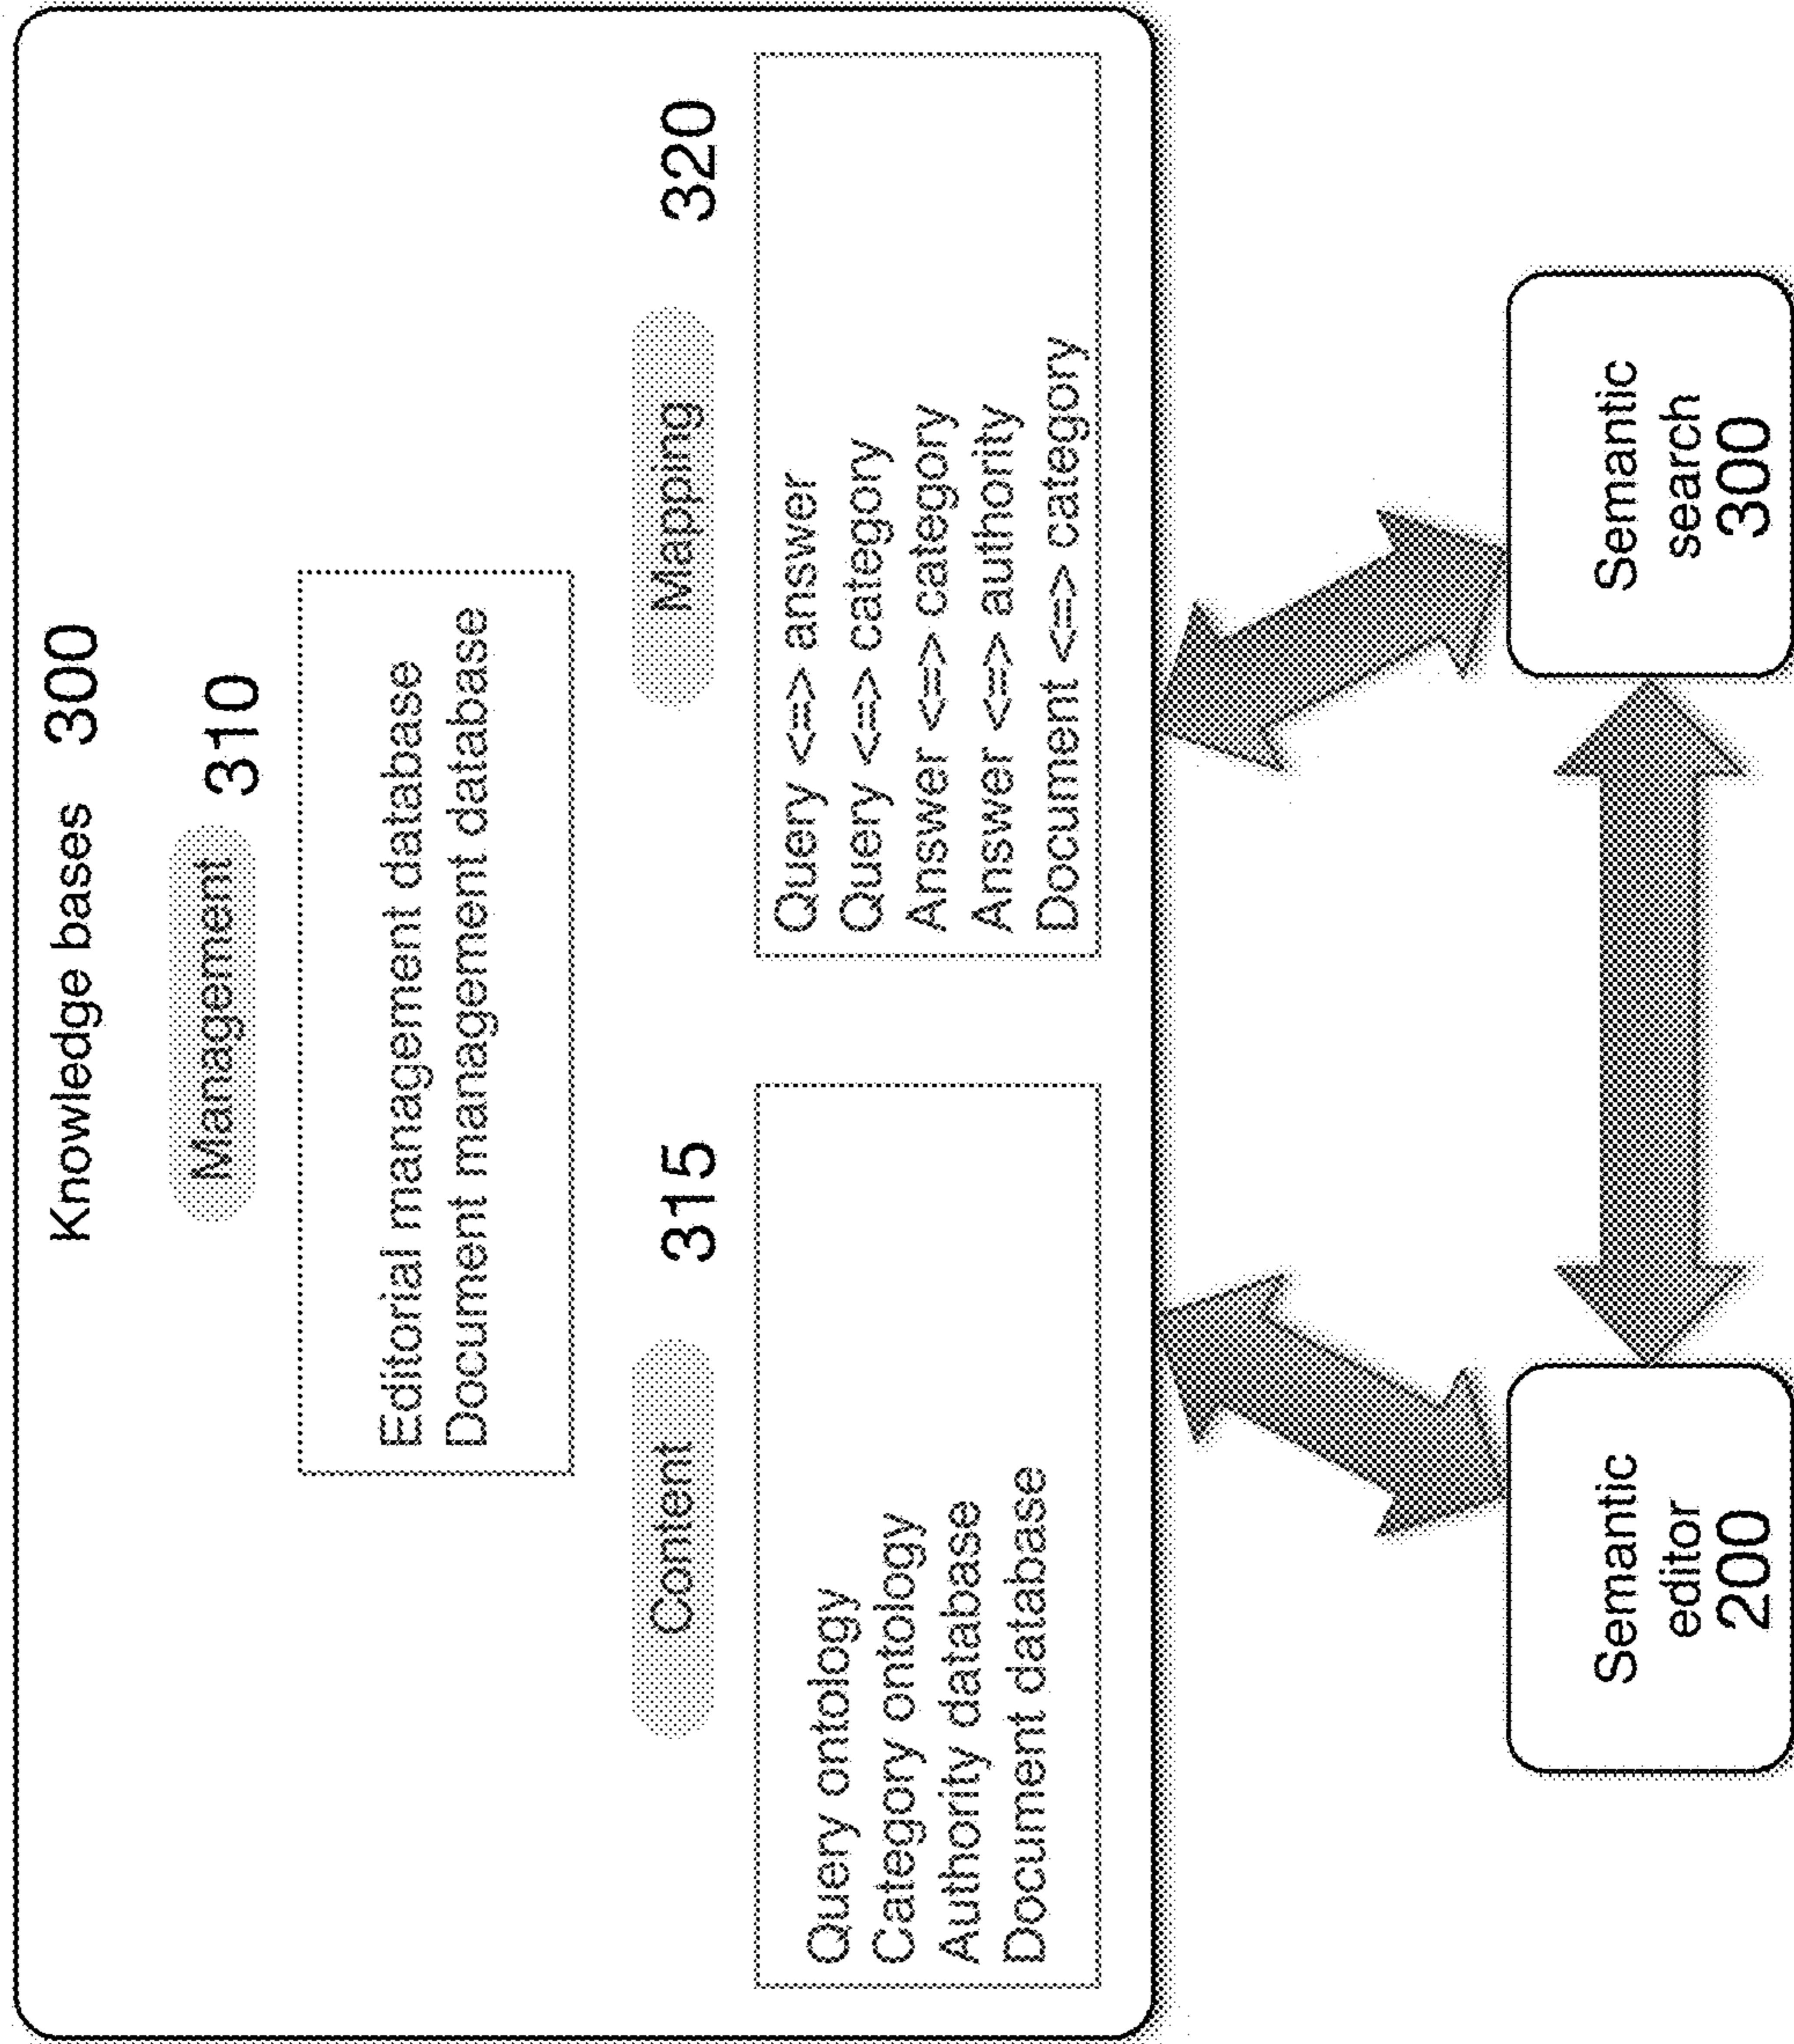 Knowledge bases 300
Management 310
Editorial management database
Document management database
Content 315
Query ontology
Category ontology
Authority database
Document database
Mapping 320
Query <=> answer
Query <=> category
Answer <=> category
Answer <=> authority
Document <=> category
Semantic
editor
200
Semantic
search
300